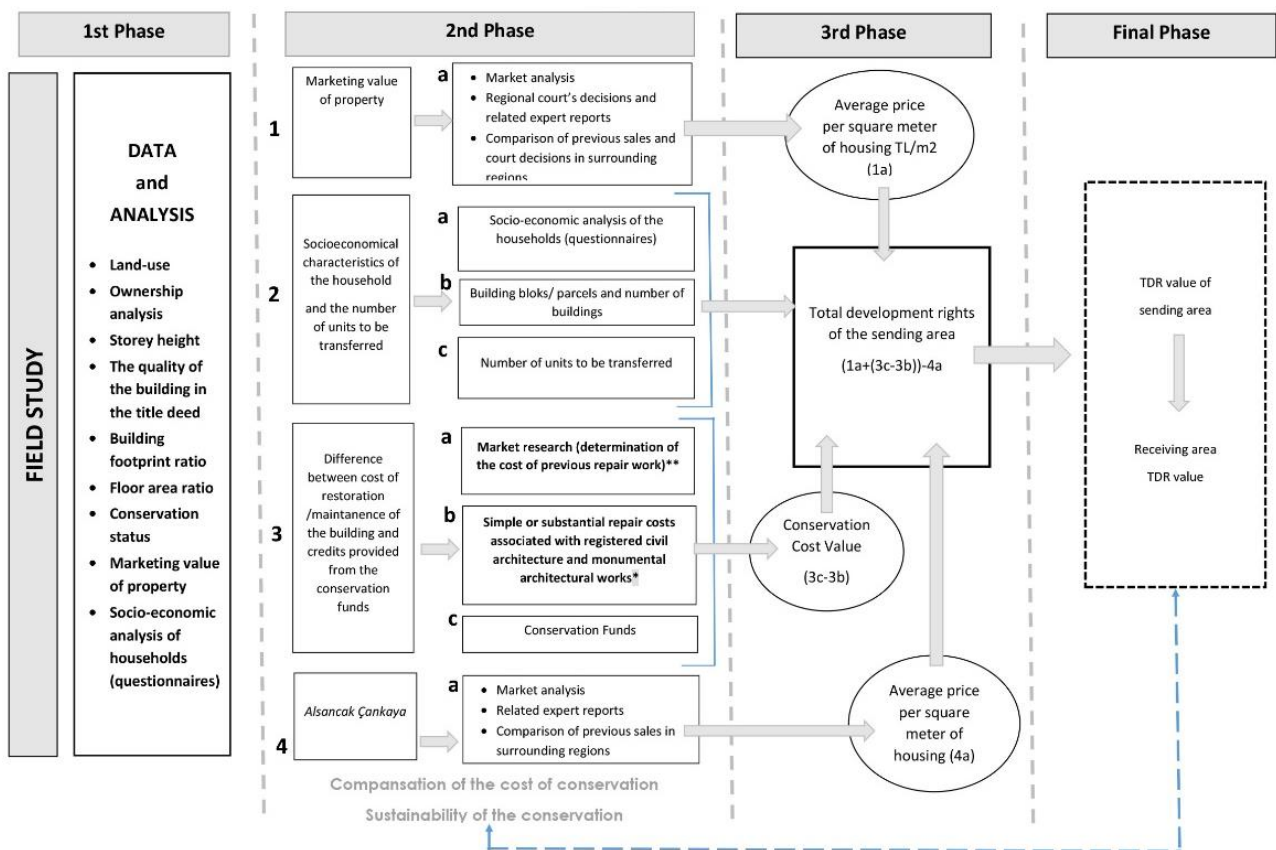 1st Phase
2nd Phase
3rd Phase
Final Phase
FIELD STUDY
DATA
and
ANALYSIS
• Land-use
• Ownership
analysis
• Storey height
• The quality of
the building in
the title deed
• Building
footprint ratio
• Floor area ratio
• Conservation
status
• Marketing
value of
property
• Socio-economic
analysis of
households
(questionnaires)
1
Marketing value
of property
a
• Market analysis
• Regional court's decisions and
related expert reports
• Comparison of previous sales and
court decisions in surrounding
regions
2
Socioeconomical
characteristics of
the household
and the number
of units to be
transferred
a
Socio-economic analysis of the
households (questionnaires)
b
Building bloks/ parcels and number of
buildings
c
Number of units to be transferred
3
Difference
between cost of
restoration
/maintanence of
the building and
credits provided
from the
conservation
funds
a
Market research (determination of
the cost of previous repair work)**
b
Simple or substantial repair costs
associated with registered civil
architecture and monumental
architectural works*
c
Conservation Funds
4
Alsancak Çankaya
a
• Market analysis
• Related expert reports
• Comparison of previous sales in
surrounding regions
Compansation of the cost of conservation
Sustainability of the conservation
Average price
per square meter
of housing TL/m2
(1a)
Total development rights
of the sending area
(1a+(3c-3b))-4a
Conservation
Cost Value
(3c-3b)
Average price
per square
meter of
housing (4a)
TDR value of
sending area
Receiving area
TDR value